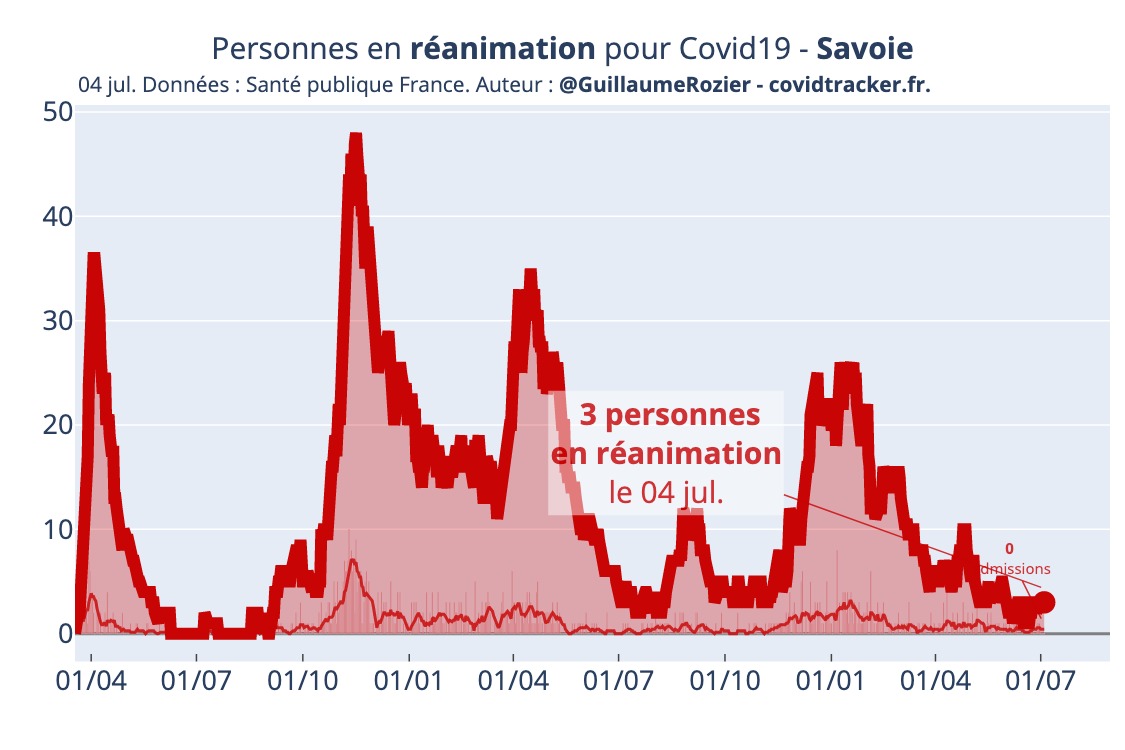 Personnes en réanimation pour Covid19 - Savoie
04 jul. Données : Santé publique France. Auteur : @GuillaumeRozier - covidtracker.fr.
50
40
30
20
10
0
3 personnes
en réanimation
le 04 jul.
0
dmissions
01/04 01/07 01/10 01/01 01/04 01/07 01/10 01/01 01/04 01/07